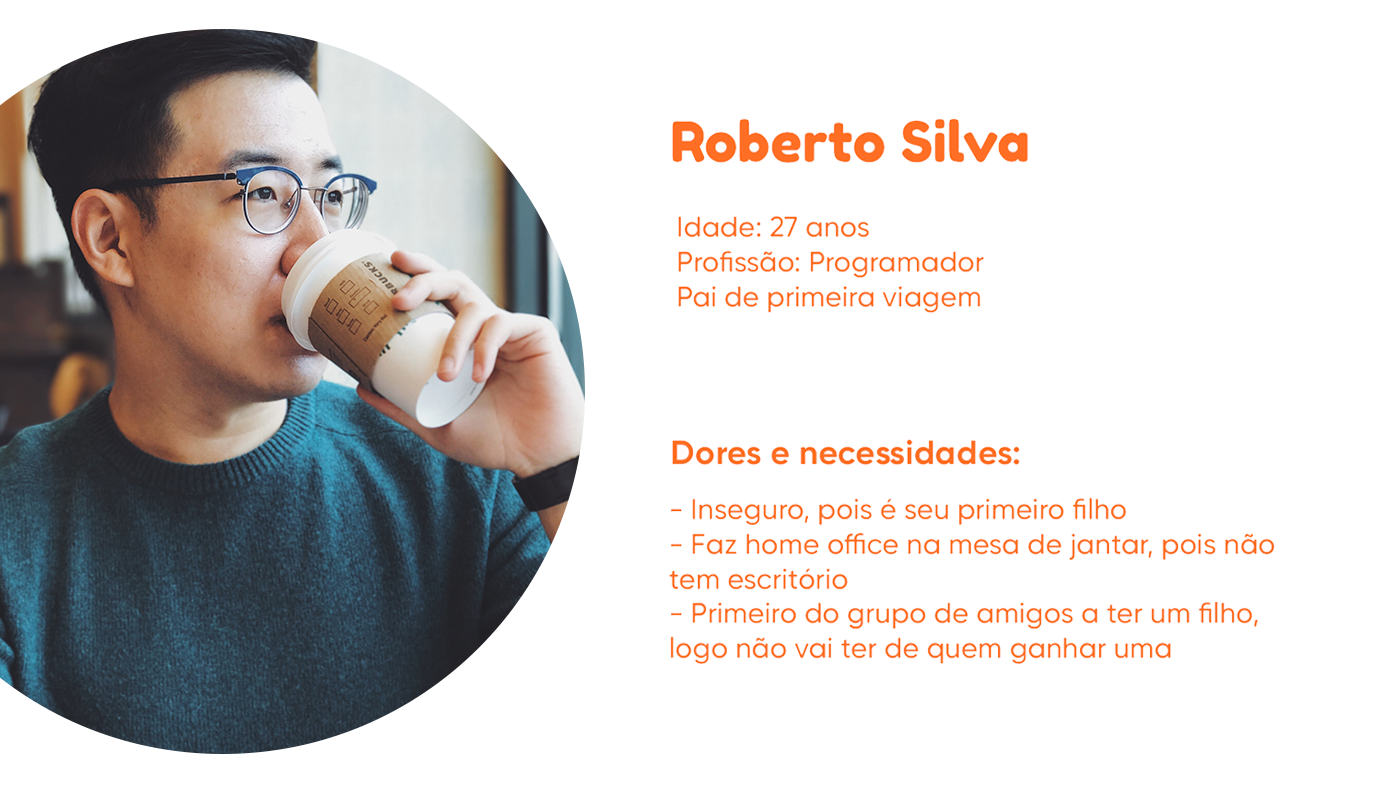 Roberto Silva
Idade: 27 anos
Profissão: Programador
Pai de primeira viagem
Dores e necessidades:
- Inseguro, pois é seu primeiro filho
- Faz home office na mesa de jantar, pois não
tem escritório
- Primeiro do grupo de amigos a ter um filho,
logo não vai ter de quem ganhar uma